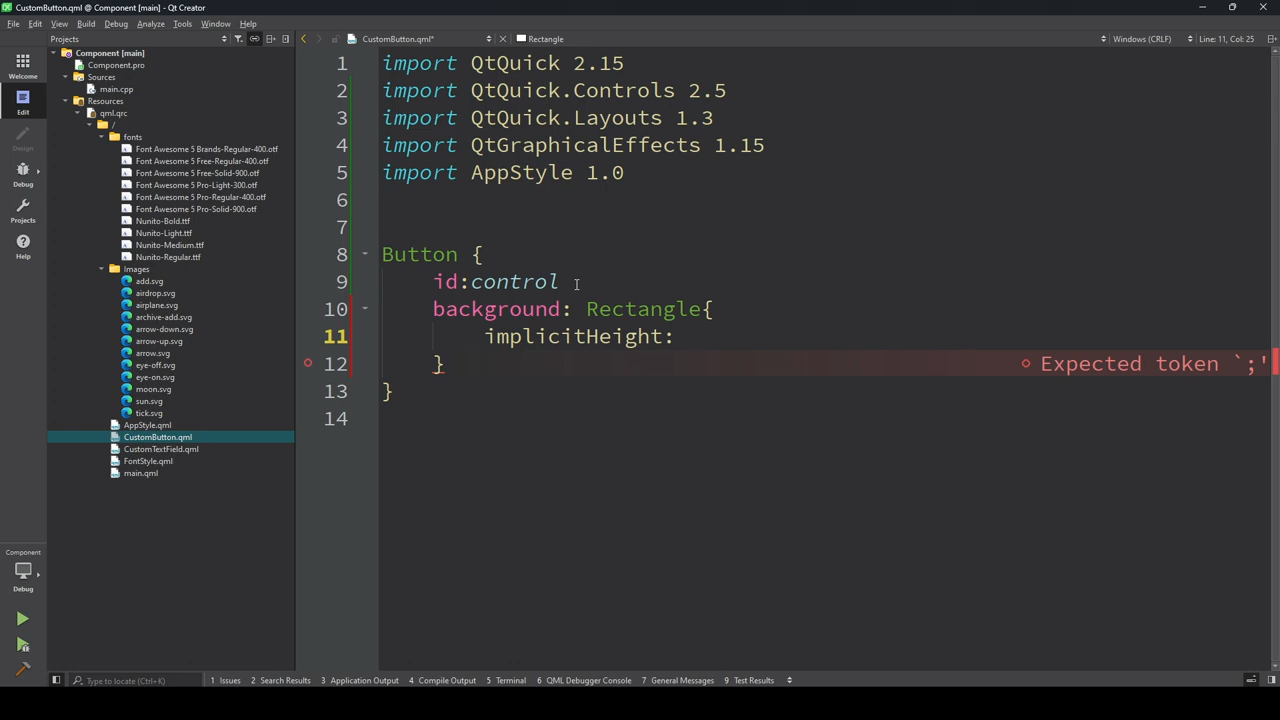 CustomButton.qml @ Component [main] - Qt Creator
File Edit View Build Debug Analyze Tools Window Help
Projects
CustomButton.qml*
Rectangle
Windows (CRLF)
Line: 11, Col: 25
Welcome
Edit
Design
Debug
Projects
Help
Component
Debug
Component [main]
Component.pro
Sources
main.cpp
Resources
qml.qrc
/
fonts
Font Awesome 5 Brands-Regular-400.otf
Font Awesome 5 Free-Regular-400.otf
Font Awesome 5 Free-Solid-900.otf
Font Awesome 5 Pro-Light-300.otf
Font Awesome 5 Pro-Regular-400.otf
Font Awesome 5 Pro-Solid-900.otf
Nunito-Bold.ttf
Nunito-Light.ttf
Nunito-Medium.ttf
Nunito-Regular.ttf
Images
add.svg
airdrop.svg
airplane.svg
archive-add.svg
arrow-down.svg
arrow-up.svg
arrow.svg
eye-off.svg
eye-on.svg
moon.svg
sun.svg
tick.svg
AppStyle.qml
CustomButton.qml
CustomTextField.qml
FontStyle.qml
main.qml
1 import QtQuick 2.15
2 import QtQuick.Controls 2.5
3 import QtQuick.Layouts 1.3
4 import QtGraphicalEffects 1.15
5 import AppStyle 1.0
6
7
8 Button {
9 id:control
10 background: Rectangle{
11 implicitHeight:
12 } Expected token `;'
13 }
14
Type to locate (Ctrl+K)
1 Issues 2 Search Results 3 Application Output 4 Compile Output 5 Terminal 6 QML Debugger Console 7 General Messages 9 Test Results